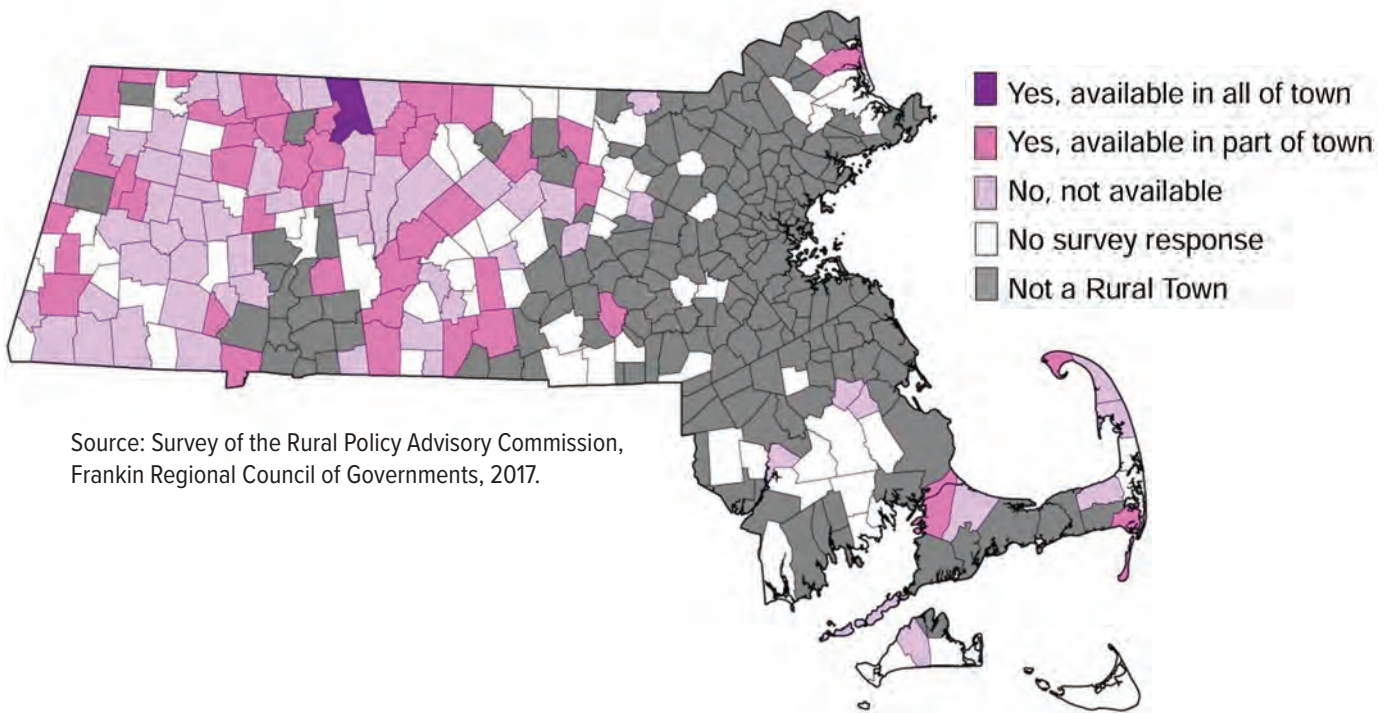 Yes, available in all of town
Yes, available in part of town
No, not available
No survey response
Not a Rural Town
Source: Survey of the Rural Policy Advisory Commission,
Frankin Regional Council of Governments, 2017.